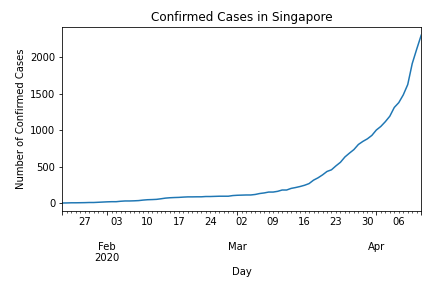 Confirmed Cases in Singapore
Number of Confirmed Cases
2000
1500
1000
500
0
27 03 10 17 24 02 09 16 23 30 06
Feb Mar Apr
2020
Day